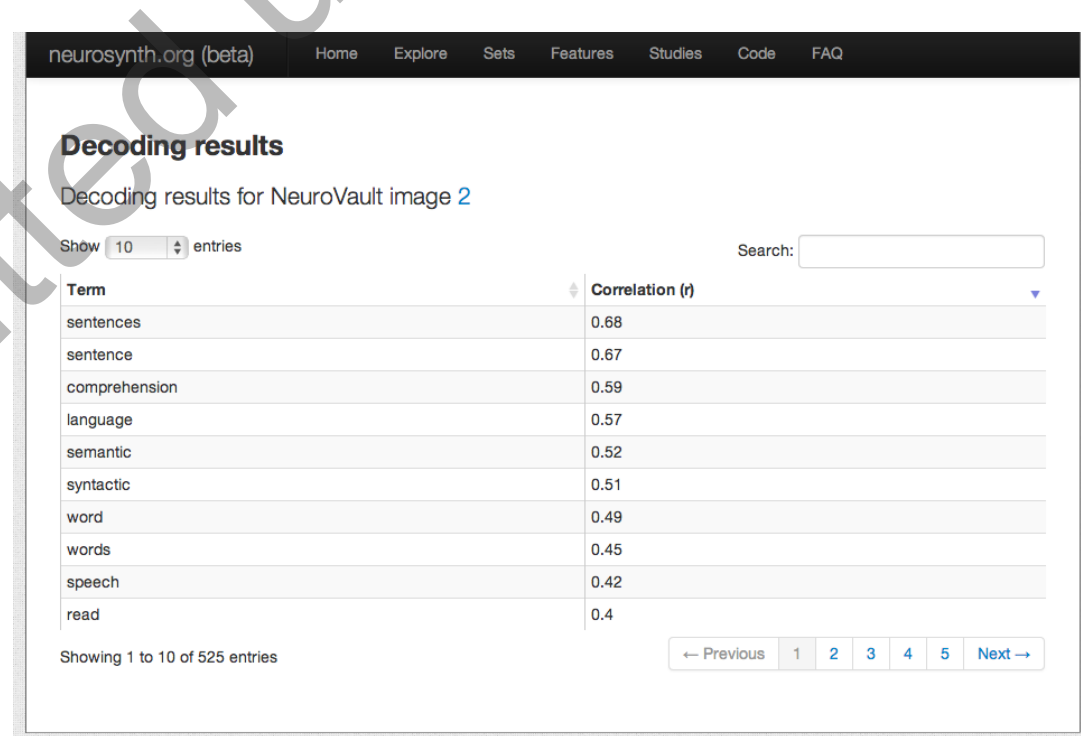 neurosynth.org (beta) Home Explore Sets Features Studies Code FAQ
Decoding results
Decoding results for NeuroVault image 2
Show 10 entries
Search:
Term Correlation (r)
sentences 0.68
sentence 0.67
comprehension 0.59
language 0.57
semantic 0.52
syntactic 0.51
word 0.49
words 0.45
speech 0.42
read 0.4
Showing 1 to 10 of 525 entries
← Previous 1 2 3 4 5 Next →